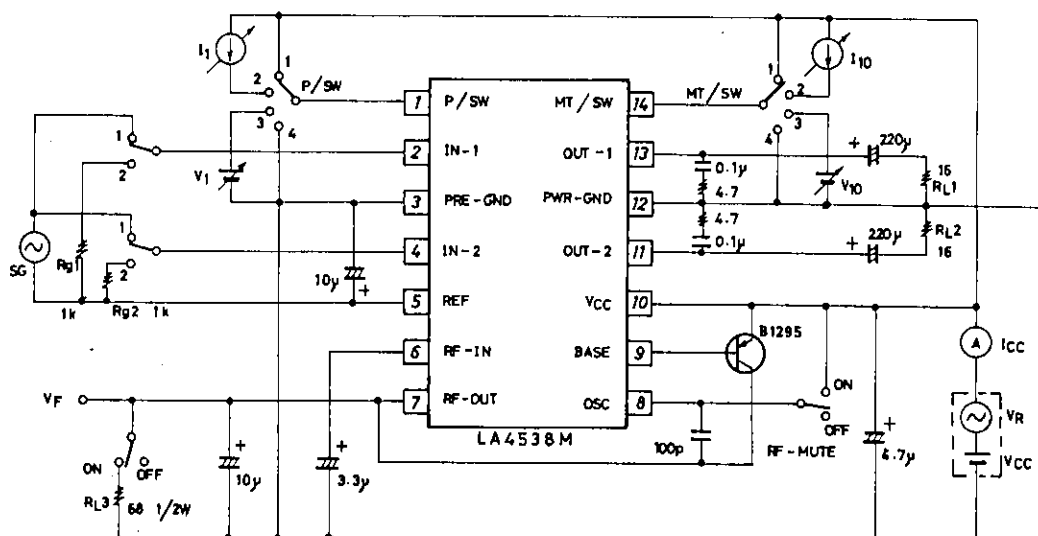 I1
1
2
P/SW
3
4
V1
1
2
1
2
SG
Rg1
1k
Rg2
1k
10μ
+
1 P/SW
2 IN-1
3 PRE-GND
4 IN-2
5 REF
6 RF-IN
7 RF-OUT
MT/SW 14
OUT-1 13
PWR-GND 12
OUT-2 11
VCC 10
BASE 9
OSC 8
LA4538M
MT/SW
1
2
3
4
I10
V10
0.1μ
4.7
4.7
0.1μ
+ 220μ
16
RL1
RL2
16
+ 220μ
B1295
A ICC
VR
VCC
ON
OFF
RF-MUTE
100p
+
4.7μ
VF
ON OFF
RL3 68 1/2W
+
10μ
+
3.3μ